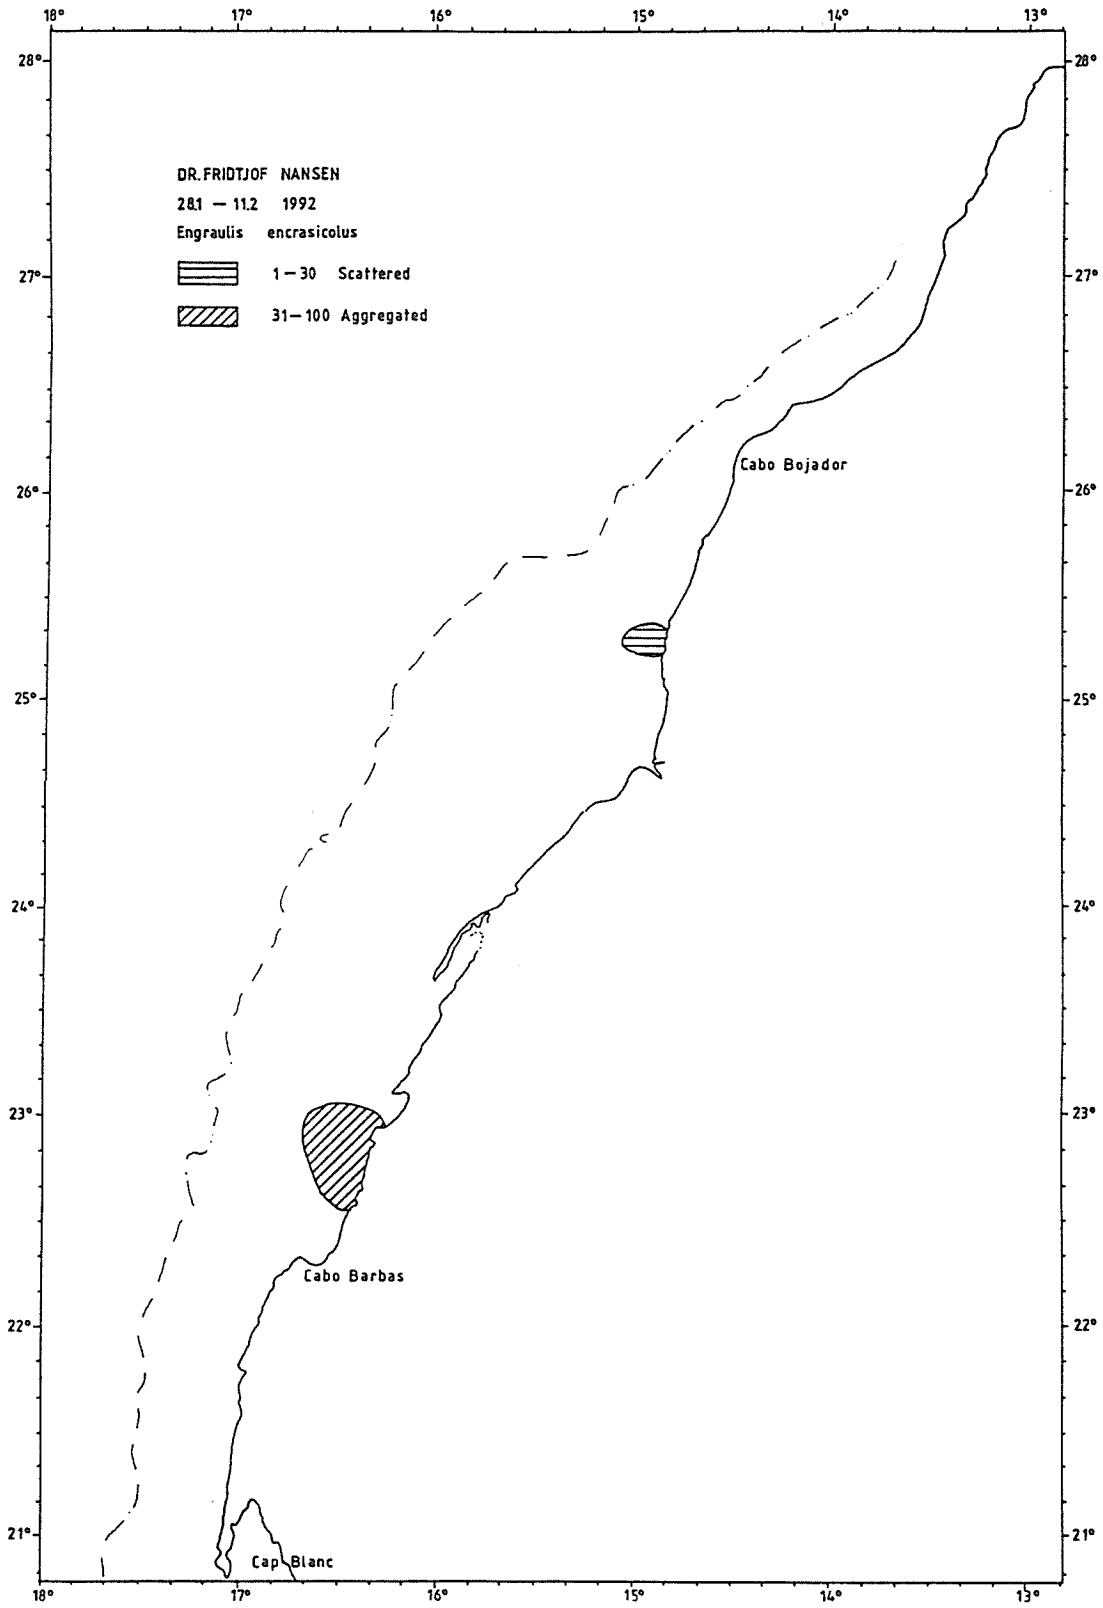 18° 17° 16° 15° 14° 13°
28° 28°
DR.FRIDTJOF NANSEN
28.1 — 11.2 1992
Engraulis encrasicolus
1—30 Scattered
27° 27°
31—100 Aggregated
Cabo Bojador
26° 26°
25° 25°
24° 24°
23° 23°
Cabo Barbas
22° 22°
21° 21°
Cap Blanc
18° 17° 16° 15° 14° 13°